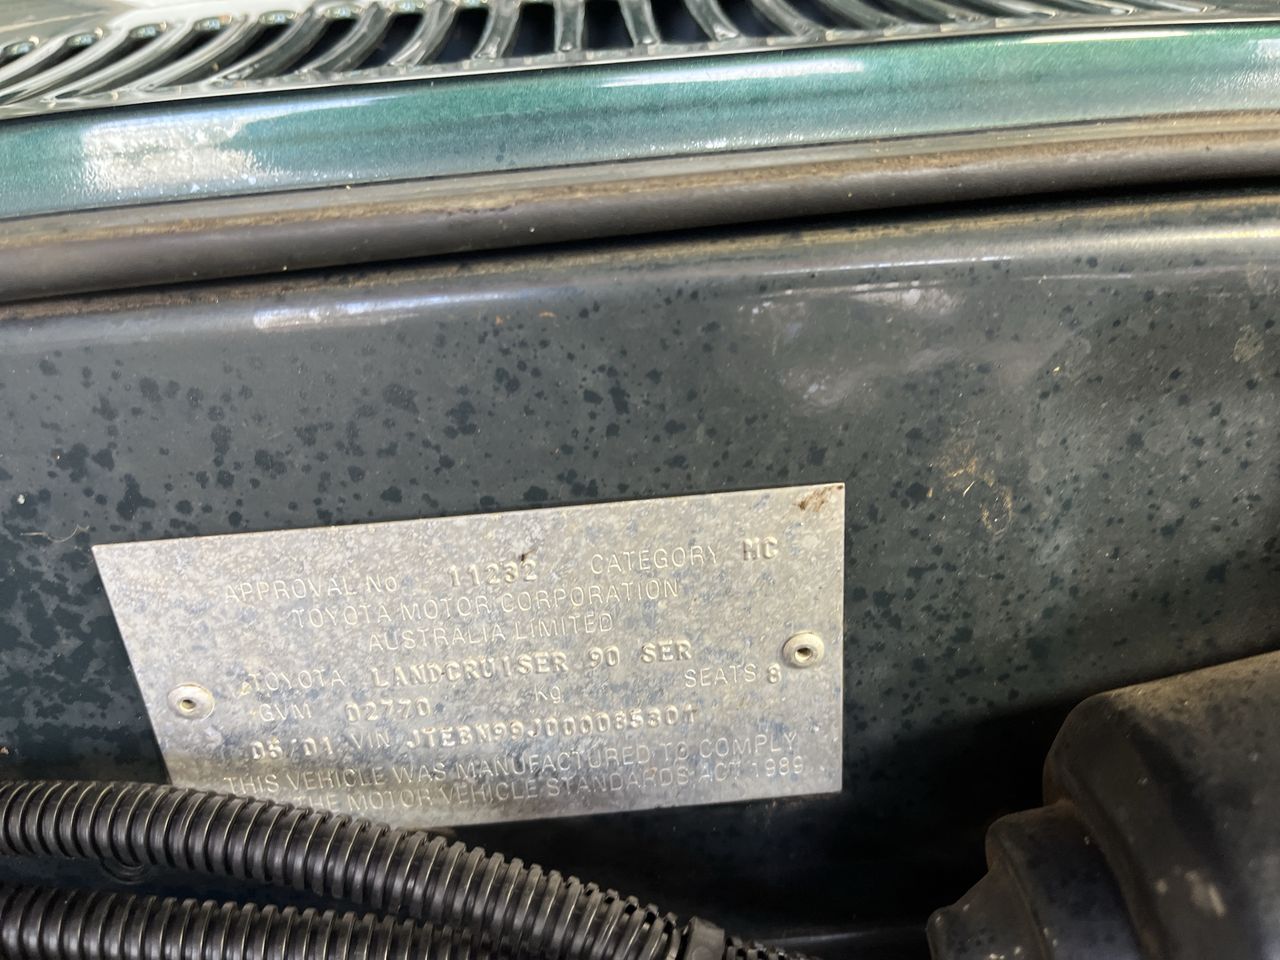 APPROVAL No 11232 CATEGORY MC
TOYOTA MOTOR CORPORATION
AUSTRALIA LIMITED
TOYOTA LANDCRUISER 90 SER
GVM 02770 Kg SEATS 8
05/01 VIN
THIS VEHICLE WAS MANUFACTURED TO COMPLY
THE MOTOR VEHICLE STANDARDS ACT 1989